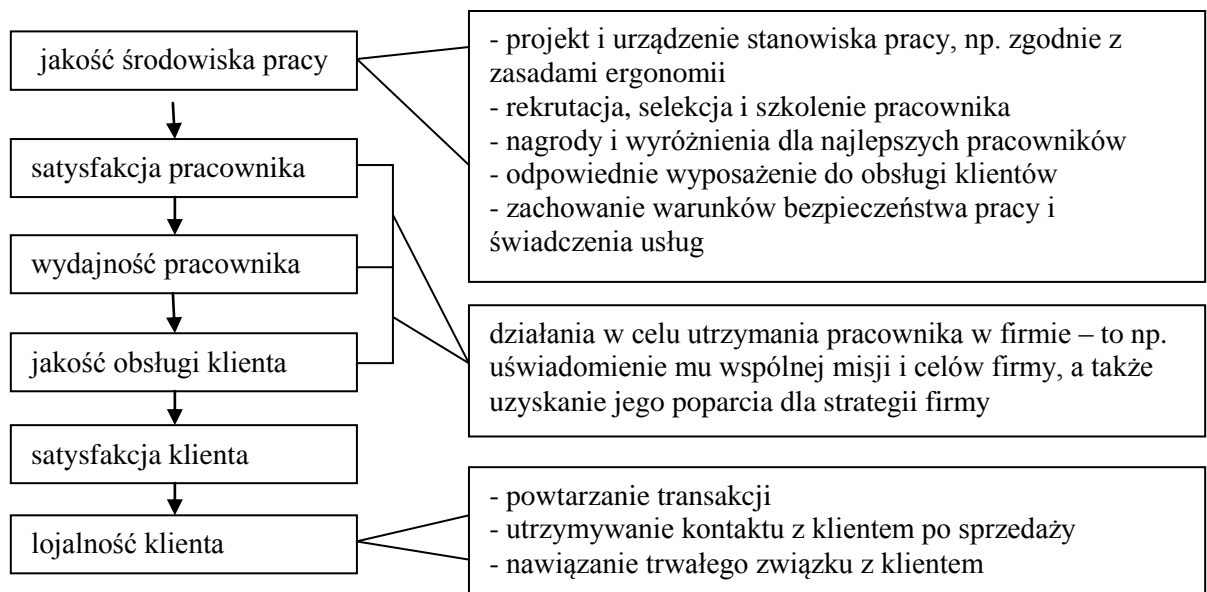 jakość środowiska pracy
- projekt i urządzenie stanowiska pracy, np. zgodnie z
zasadami ergonomii
- rekrutacja, selekcja i szkolenie pracownika
- nagrody i wyróżnienia dla najlepszych pracowników
- odpowiednie wyposażenie do obsługi klientów
- zachowanie warunków bezpieczeństwa pracy i
świadczenia usług
satysfakcja pracownika
wydajność pracownika
jakość obsługi klienta
działania w celu utrzymania pracownika w firmie – to np.
uświadomienie mu wspólnej misji i celów firmy, a także
uzyskanie jego poparcia dla strategii firmy
satysfakcja klienta
lojalność klienta
- powtarzanie transakcji
- utrzymywanie kontaktu z klientem po sprzedaży
- nawiązanie trwałego związku z klientem